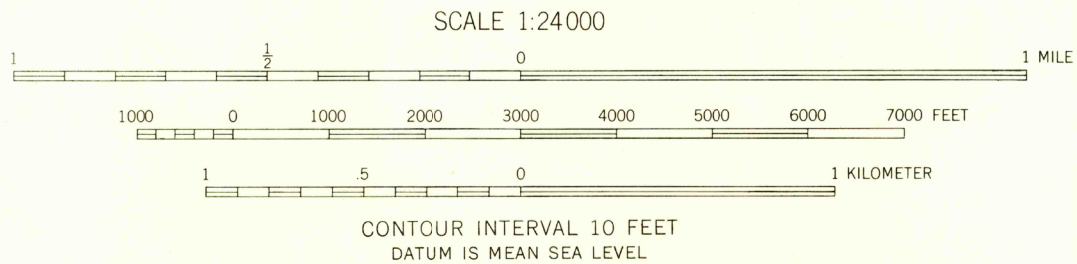 SCALE 1:24000
1 ½ 0 1 MILE
1000 0 1000 2000 3000 4000 5000 6000 7000 FEET
1 .5 0 1 KILOMETER
CONTOUR INTERVAL 10 FEET
DATUM IS MEAN SEA LEVEL